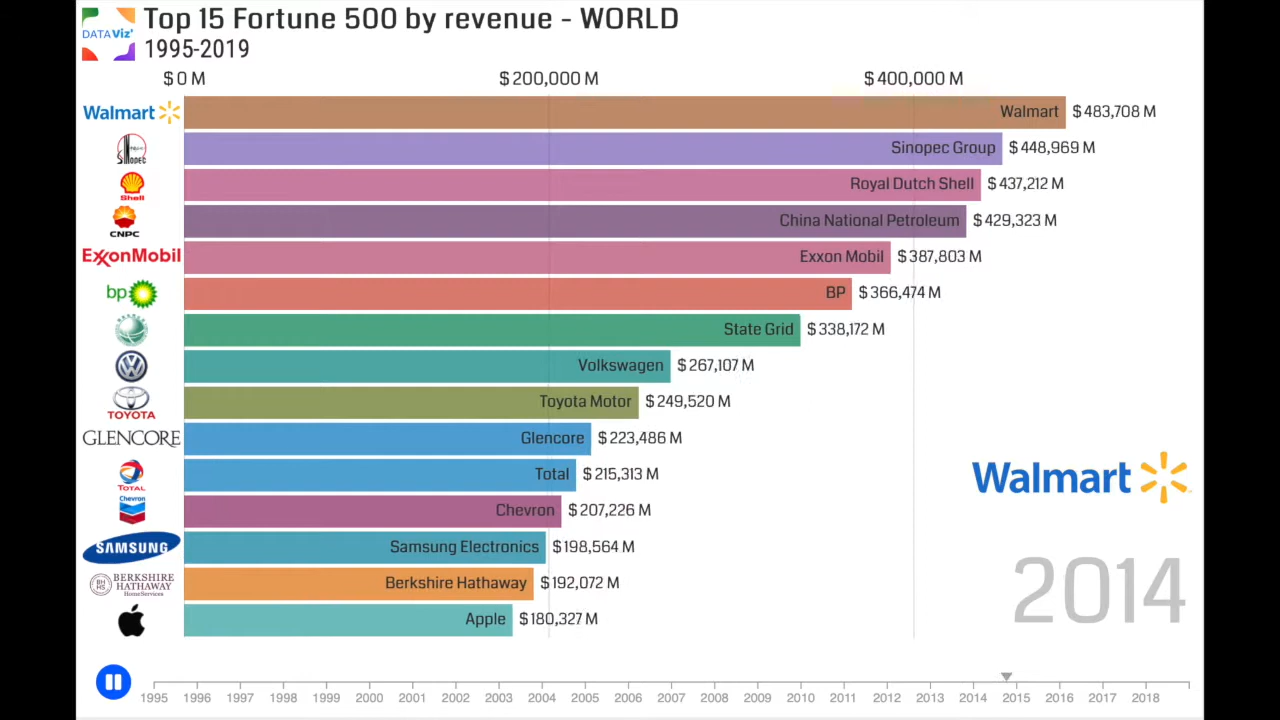 Top 15 Fortune 500 by revenue - WORLD
DATA Viz'
1995-2019
$ 0 M $ 200,000 M $ 400,000 M
Walmart Walmart $ 483,708 M
SINOPEC Sinopec Group $ 448,969 M
Shell Royal Dutch Shell $ 437,212 M
CNPC China National Petroleum $ 429,323 M
ExxonMobil Exxon Mobil $ 387,803 M
bp BP $ 366,474 M
State Grid $ 338,172 M
Volkswagen $ 267,107 M
TOYOTA Toyota Motor $ 249,520 M
GLENCORE Glencore $ 223,486 M
TOTAL Total $ 215,313 M
Chevron Chevron $ 207,226 M
SAMSUNG Samsung Electronics $ 198,564 M
BERKSHIRE HATHAWAY HomeServices Berkshire Hathaway $ 192,072 M
Apple $ 180,327 M
Walmart
2014
1995 1996 1997 1998 1999 2000 2001 2002 2003 2004 2005 2006 2007 2008 2009 2010 2011 2012 2013 2014 2015 2016 2017 2018